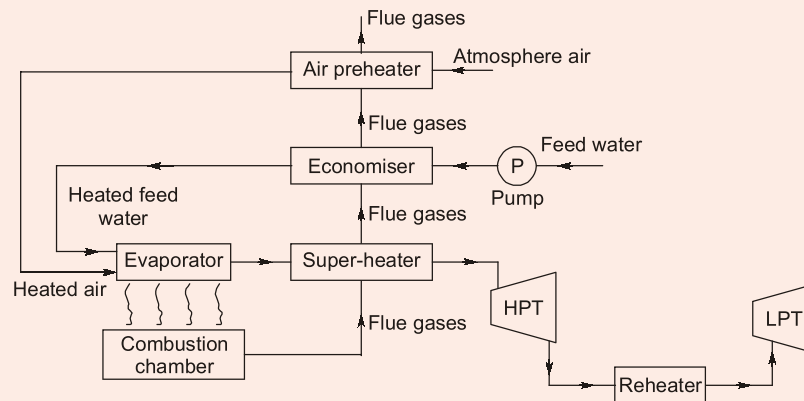 Flue gases
Atmosphere air
Air preheater
Flue gases
Feed water
Economiser
P
Pump
Heated feed
water
Flue gases
Evaporator
Super-heater
Heated air
HPT
LPT
Flue gases
Combustion
chamber
Reheater